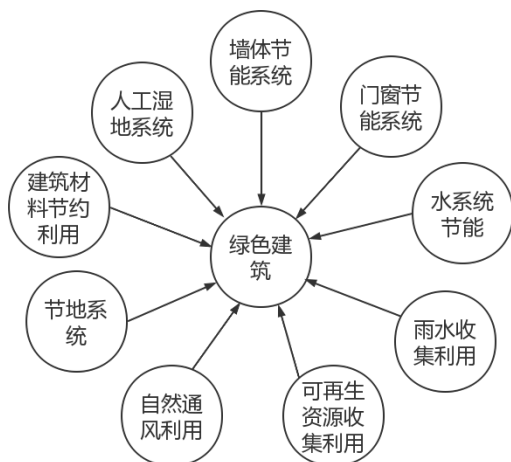 墙体节
能系统
门窗节
能系统
水系统
节能
雨水收
集利用
可再生
资源收
集利用
自然通
风利用
节地系
统
建筑材
料节约
利用
人工湿
地系统
绿色建
筑